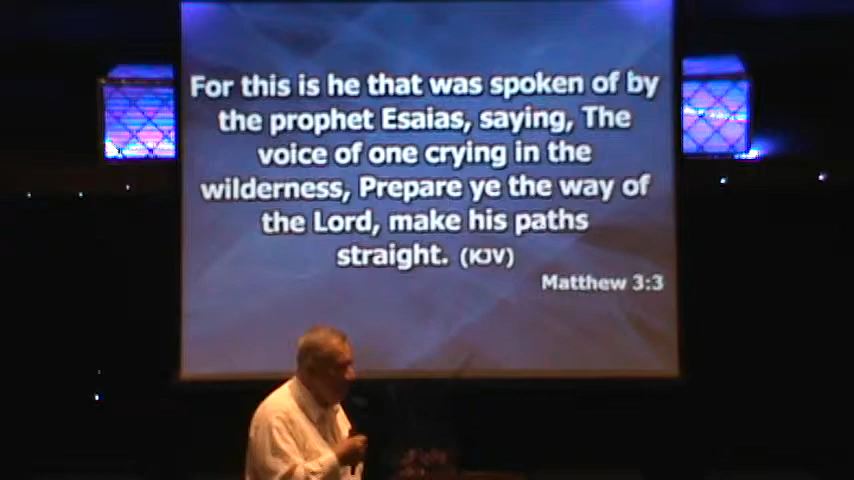 For this is he that was spoken of by
the prophet Esaias, saying, The
voice of one crying in the
wilderness, Prepare ye the way of
the Lord, make his paths
straight. (KJV)
Matthew 3:3